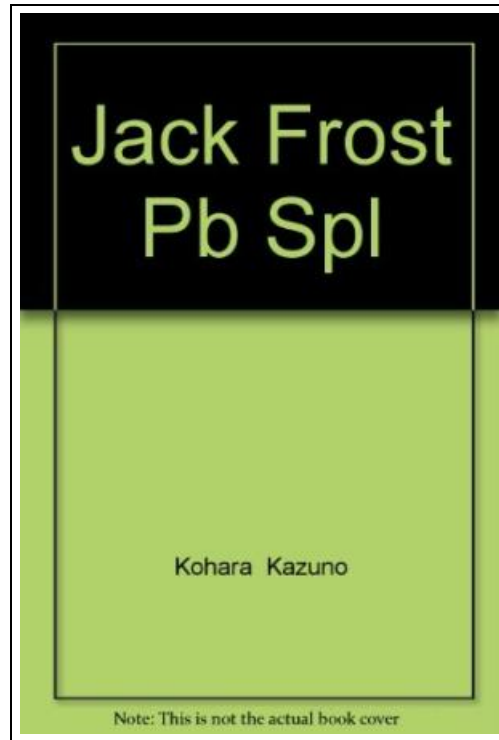 Jack Frost
Pb Spl
Kohara Kazuno
Note: This is not the actual book cover